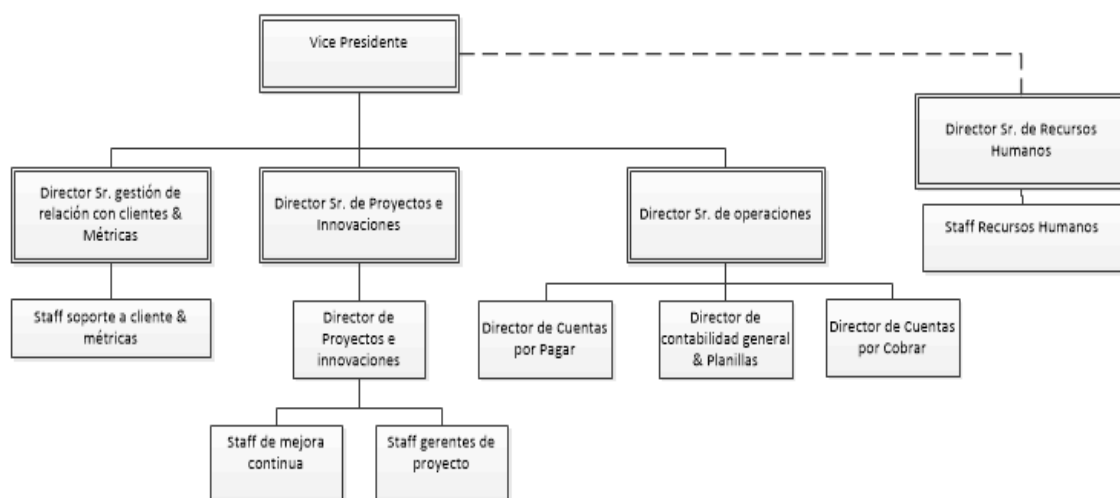 Vice Presidente
Director Sr. de Recursos
Humanos
Director Sr. gestión de
relación con clientes &
Métricas
Director Sr. de Proyectos e
Innovaciones
Director Sr. de operaciones
Staff Recursos Humanos
Staff soporte a cliente &
métricas
Director de
Proyectos e
innovaciones
Director de Cuentas
por Pagar
Director de
contabilidad general
& Planillas
Director de Cuentas
por Cobrar
Staff de mejora
continua
Staff gerentes de
proyecto